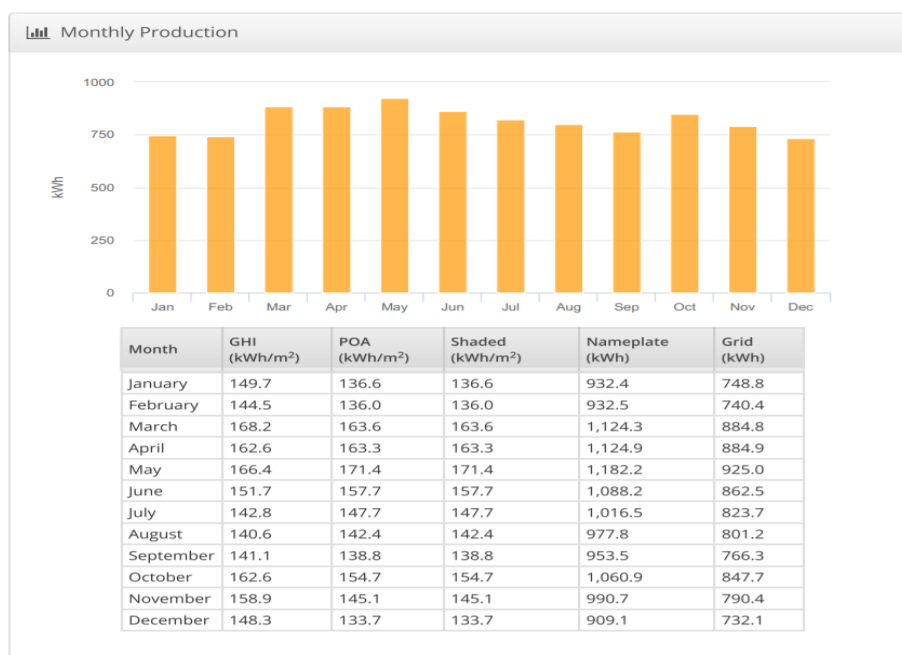 Monthly Production
1000
750
500
250
0
kWh
Jan Feb Mar Apr May Jun Jul Aug Sep Oct Nov Dec
Month GHI (kWh/m²) POA (kWh/m²) Shaded (kWh/m²) Nameplate (kWh) Grid (kWh)
January 149.7 136.6 136.6 932.4 748.8
February 144.5 136.0 136.0 932.5 740.4
March 168.2 163.6 163.6 1,124.3 884.8
April 162.6 163.3 163.3 1,124.9 884.9
May 166.4 171.4 171.4 1,182.2 925.0
June 151.7 157.7 157.7 1,088.2 862.5
July 142.8 147.7 147.7 1,016.5 823.7
August 140.6 142.4 142.4 977.8 801.2
September 141.1 138.8 138.8 953.5 766.3
October 162.6 154.7 154.7 1,060.9 847.7
November 158.9 145.1 145.1 990.7 790.4
December 148.3 133.7 133.7 909.1 732.1